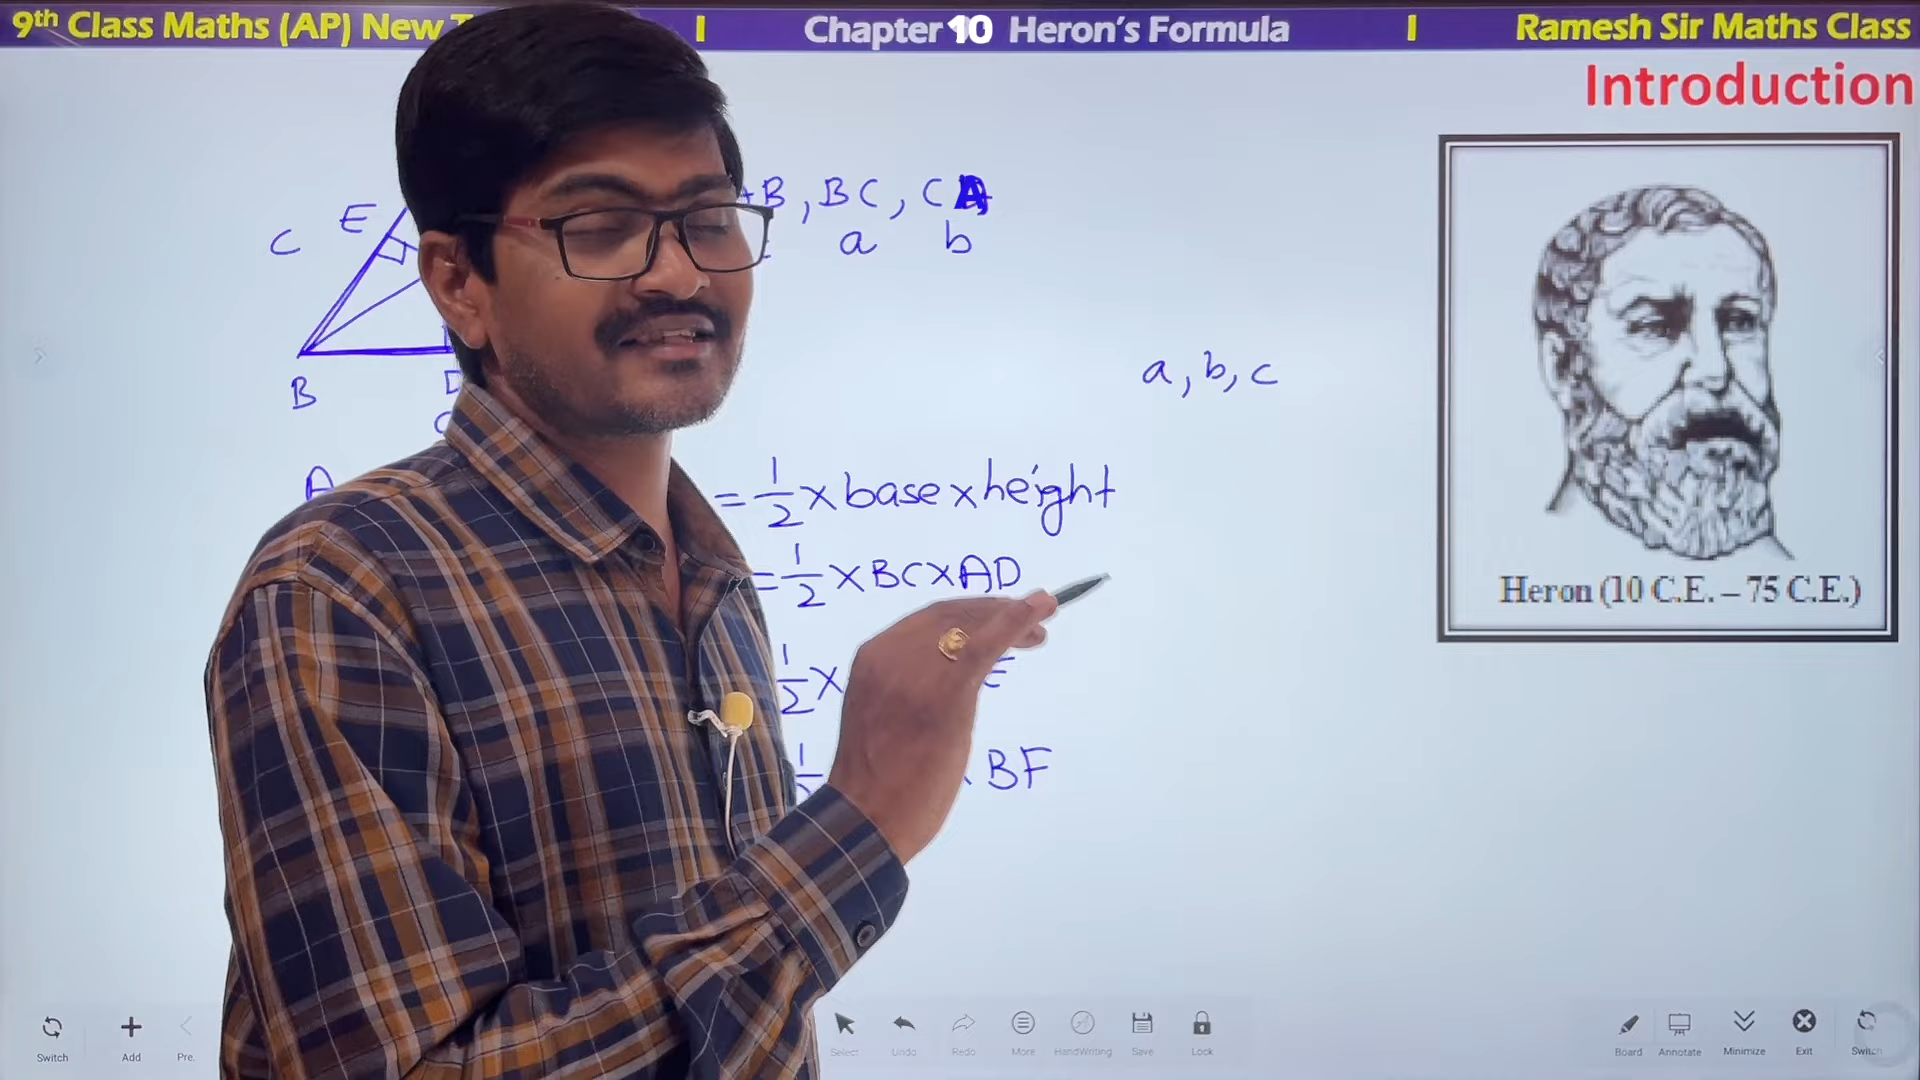 9th Class Maths (AP) New
I
Chapter 10 Heron's Formula
I
Ramesh Sir Maths Class
Introduction
B, BC, CA
a b
E
C
B
D
a, b, c
A
= 1/2 × base × height
= 1/2 × BC × AD
1/2 ×
BF
Heron (10 C.E. – 75 C.E.)
Switch
Add
Pre.
Select
Undo
Redo
More
HandWriting
Save
Lock
Board
Annotate
Minimize
Exit
Switch